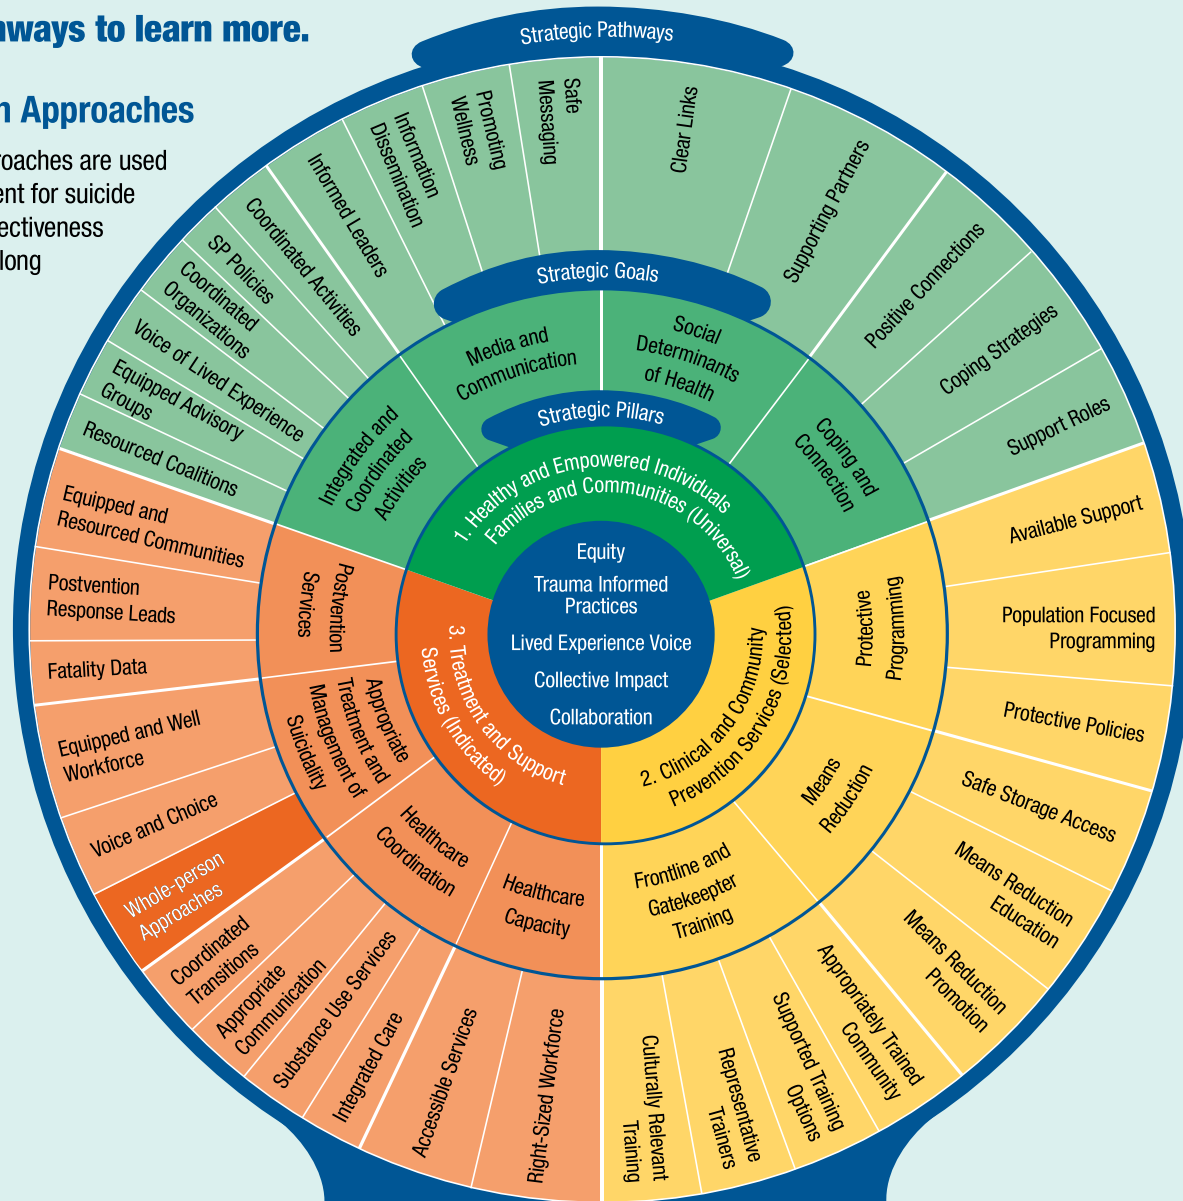 ways to learn more.
Approaches
oaches are used
ent for suicide
ectiveness
long
Strategic Pathways
Safe
Messaging
Promoting
Wellness
Information
Dissemination
Informed Leaders
Coordinated Activities
SP Policies
Coordinated
Organizations
Voice of Lived Experience
Equipped Advisory
Groups
Resourced Coalitions
Clear Links
Supporting Partners
Positive Connections
Coping Strategies
Support Roles
Available Support
Population Focused
Programming
Protective Policies
Safe Storage Access
Means Reduction
Education
Means Reduction
Promotion
Appropriately Trained
Community
Supported Training
Options
Representative
Trainers
Culturally Relevant
Training
Right-Sized Workforce
Accessible Services
Integrated Care
Substance Use Services
Appropriate
Communication
Coordinated
Transitions
Whole-person
Approaches
Voice and Choice
Equipped and Well
Workforce
Fatality Data
Postvention
Response Leads
Equipped and
Resourced Communities
Strategic Goals
Media and
Communication
Social
Determinants
of Health
Coping and
Connection
Integrated and
Coordinated
Activities
Protective
Programming
Means
Reduction
Frontline and
Gatekeeper
Training
Healthcare
Capacity
Healthcare
Coordination
Appropriate
Treatment and
Management of
Suicidality
Postvention
Services
Strategic Pillars
1. Healthy and Empowered Individuals
Families and Communities (Universal)
2. Clinical and Community
Prevention Services (Selected)
3. Treatment and Support
Services (Indicated)
Equity
Trauma Informed
Practices
Lived Experience Voice
Collective Impact
Collaboration